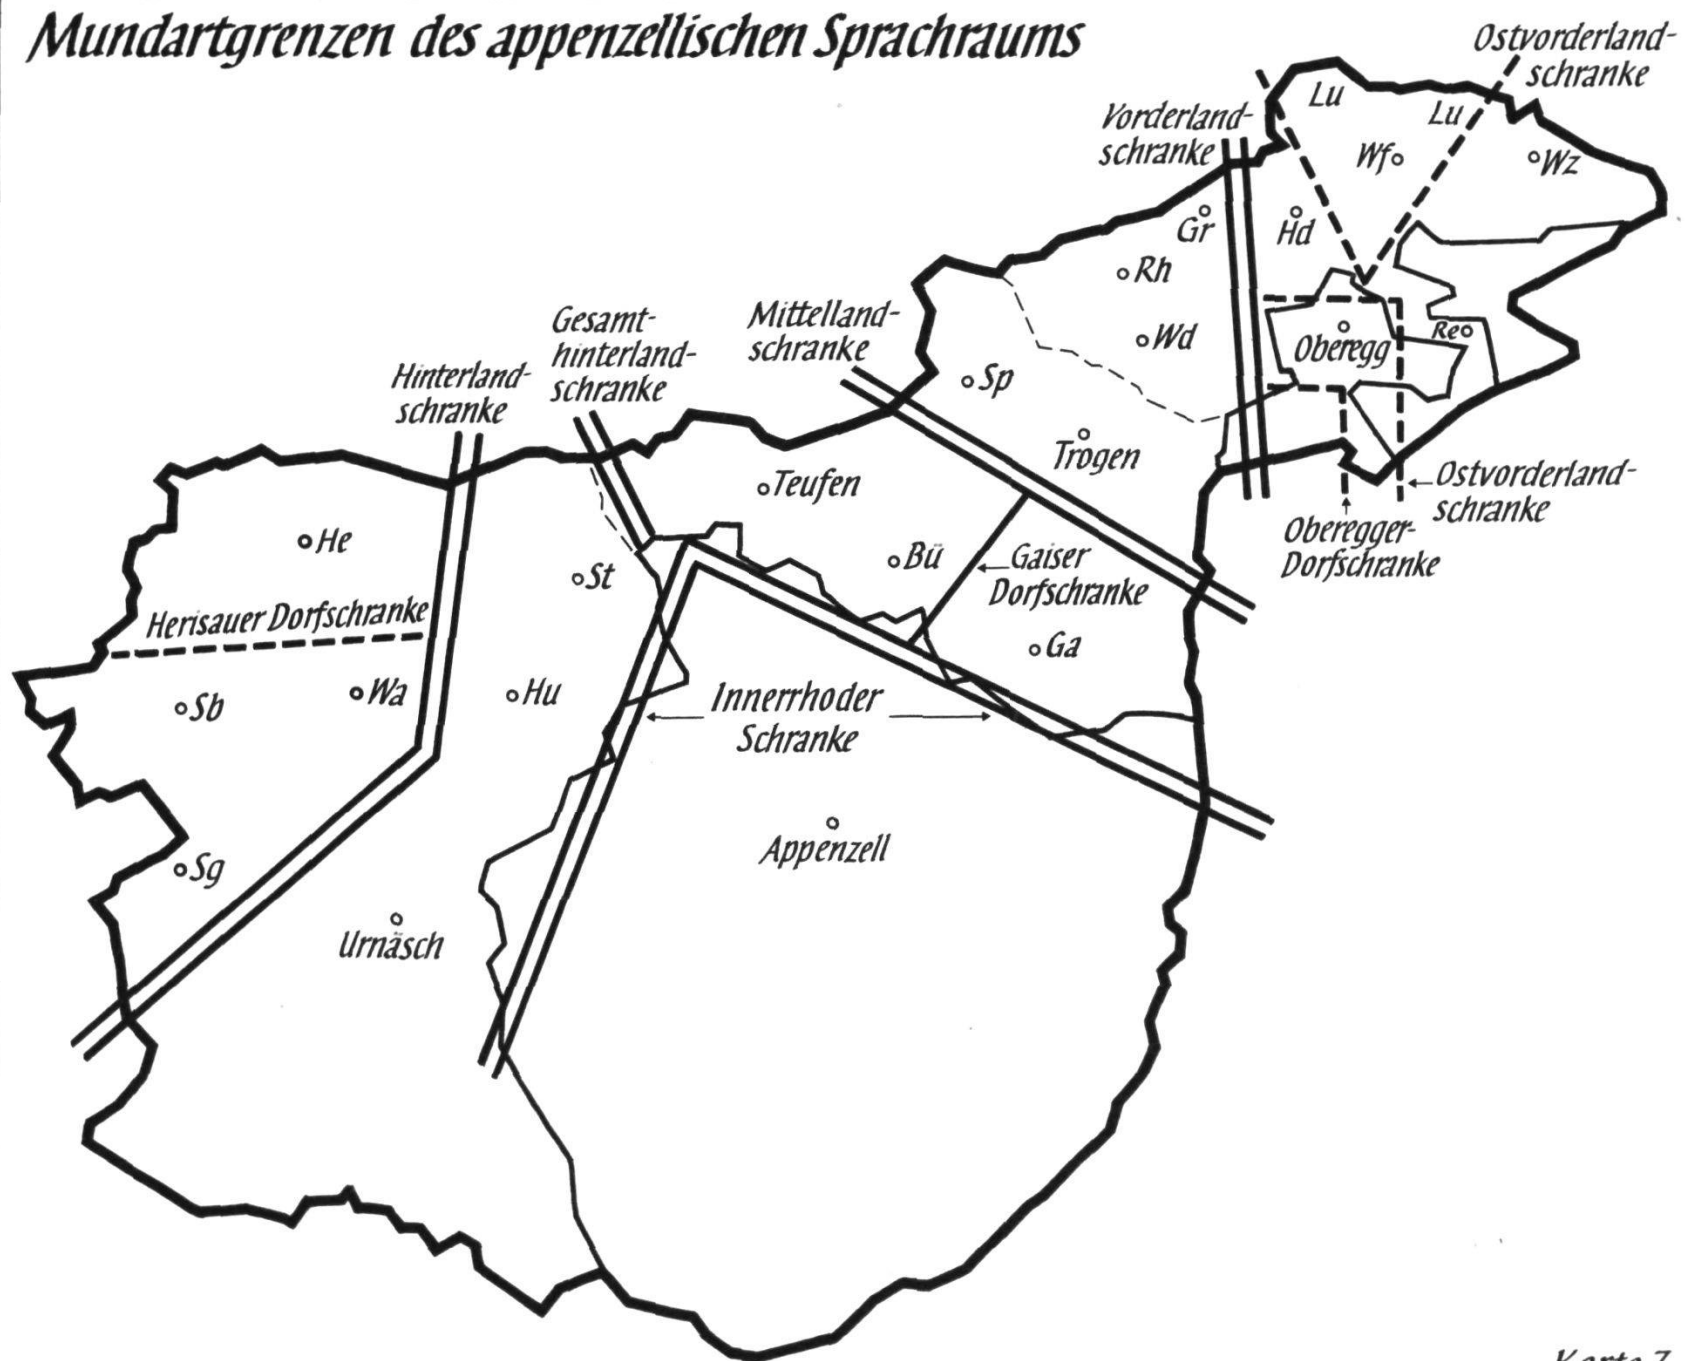 Mundartgrenzen des appenzellischen Sprachraums
Ostvorderland-
schranke
Vorderland-
schranke
Lu
Lu
Wf
Wz
Gr
Hd
Rh
Wd
Oberegg
Re
Gesamt-
hinterland-
schranke
Mittelland-
schranke
Hinterland-
schranke
Sp
Trogen
Teufen
Ostvorderland-
schranke
Oberegger-
Dorfschranke
He
St
Bü
Gaiser
Dorfschranke
Herisauer Dorfschranke
Ga
Sb
Wa
Hu
Innerrhoder
Schranke
Appenzell
Sg
Urnäsch